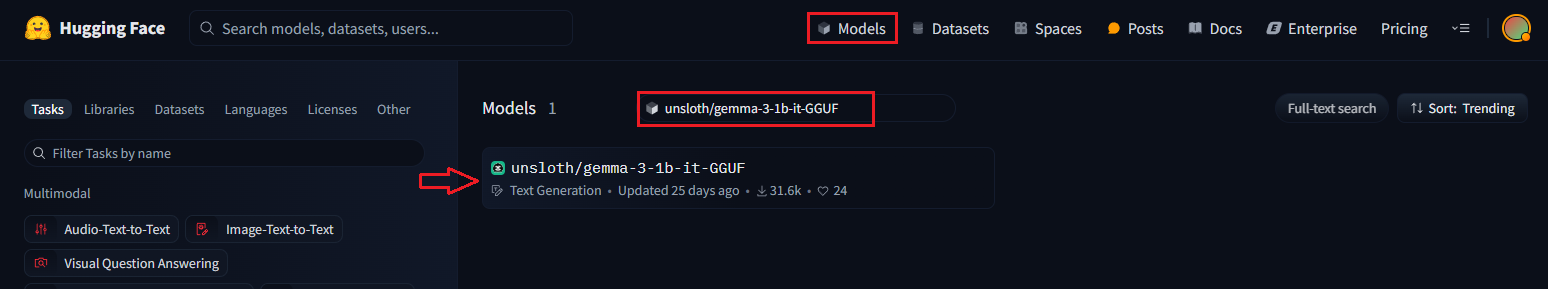 Hugging Face
Search models, datasets, users...
Models
Datasets
Spaces
Posts
Docs
Enterprise
Pricing
Tasks
Libraries
Datasets
Languages
Licenses
Other
Filter Tasks by name
Multimodal
Audio-Text-to-Text
Image-Text-to-Text
Visual Question Answering
Models 1
unsloth/gemma-3-1b-it-GGUF
Full-text search
Sort: Trending
unsloth/gemma-3-1b-it-GGUF
Text Generation • Updated 25 days ago • 31.6k • 24